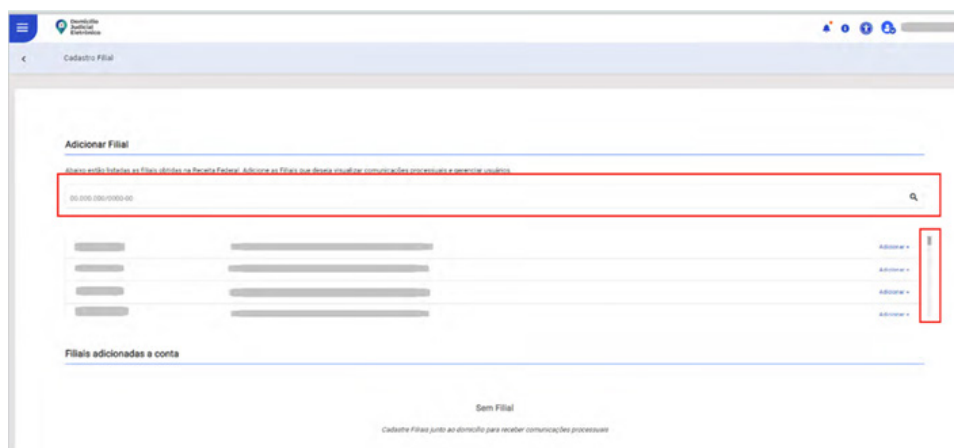 Domicílio
Judicial
Eletrônico
Cadastro Filial
Adicionar Filial
Abaixo estão listadas as Filiais obtidas na Receita Federal. Adicione as Filiais que deseja visualizar comunicações processuais e gerenciar usuários.
00.000.000/0000-00
Adicionar +
Adicionar +
Adicionar +
Adicionar +
Filiais adicionadas a conta
Sem Filial
Cadastre Filiais junto ao domicílio para receber comunicações processuais